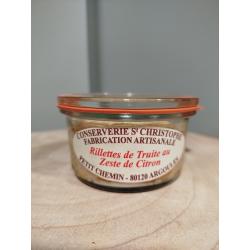 CONSERVERIE St CHRISTOPHE
FABRICATION ARTISANALE
Rillettes de Truite au
Zeste de Citron
PETIT CHEMIN - 80120 ARGOULES